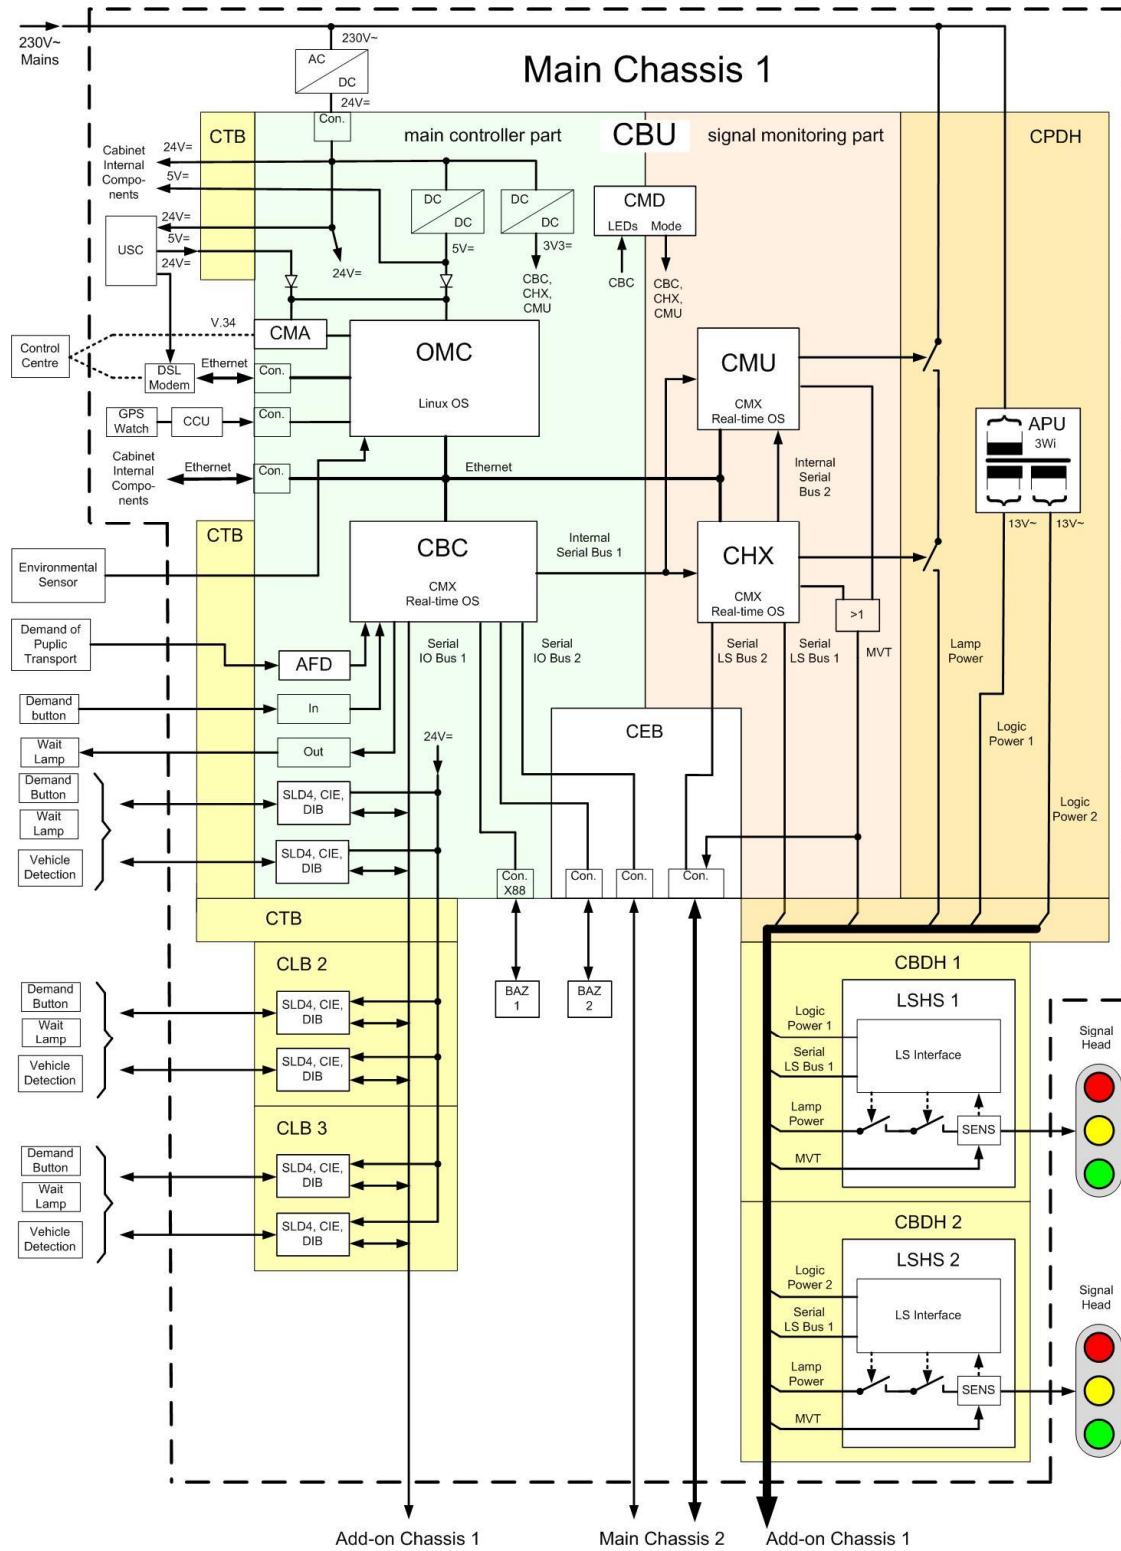 230V~
Mains
230V~
AC
DC
24V=
Main Chassis 1
Con.
CTB
main controller part
CBU
signal monitoring part
CPDH
Cabinet
Internal
Compo-
nents
24V=
5V=
USC
24V=
5V=
24V=
24V=
DC
DC
5V=
DC
DC
3V3=
CBC,
CHX,
CMU
CMD
LEDs
Mode
CBC
CBC,
CHX,
CMU
Control
Centre
V.34
CMA
OMC
Linux OS
DSL
Modem
Ethernet
Con.
GPS
Watch
CCU
Con.
Cabinet
Internal
Compo-
nents
Ethernet
Con.
Ethernet
CMU
CMX
Real-time OS
Internal
Serial
Bus 2
APU
3Wi
13V~
13V~
CTB
Environmental
Sensor
CBC
CMX
Real-time OS
Internal
Serial Bus 1
CHX
CMX
Real-time OS
>1
Demand of
Puplic
Transport
AFD
Serial
IO Bus 1
Serial
IO Bus 2
Serial
LS Bus 2
Serial
LS Bus 1
MVT
Lamp
Power
Demand
button
In
Wait
Lamp
Out
24V=
CEB
Logic
Power 1
Demand
Button
Wait
Lamp
Vehicle
Detection
SLD4, CIE,
DIB
SLD4, CIE,
DIB
Logic
Power 2
Con.
X88
Con.
Con.
Con.
CTB
CLB 2
BAZ
1
BAZ
2
Demand
Button
Wait
Lamp
Vehicle
Detection
SLD4, CIE,
DIB
SLD4, CIE,
DIB
CBDH 1
LSHS 1
Logic
Power 1
Serial
LS Bus 1
LS Interface
Lamp
Power
SENS
MVT
Signal
Head
CLB 3
Demand
Button
Wait
Lamp
Vehicle
Detection
SLD4, CIE,
DIB
SLD4, CIE,
DIB
CBDH 2
LSHS 2
Logic
Power 2
Serial
LS Bus 1
LS Interface
Lamp
Power
SENS
MVT
Signal
Head
Add-on Chassis 1
Main Chassis 2
Add-on Chassis 1